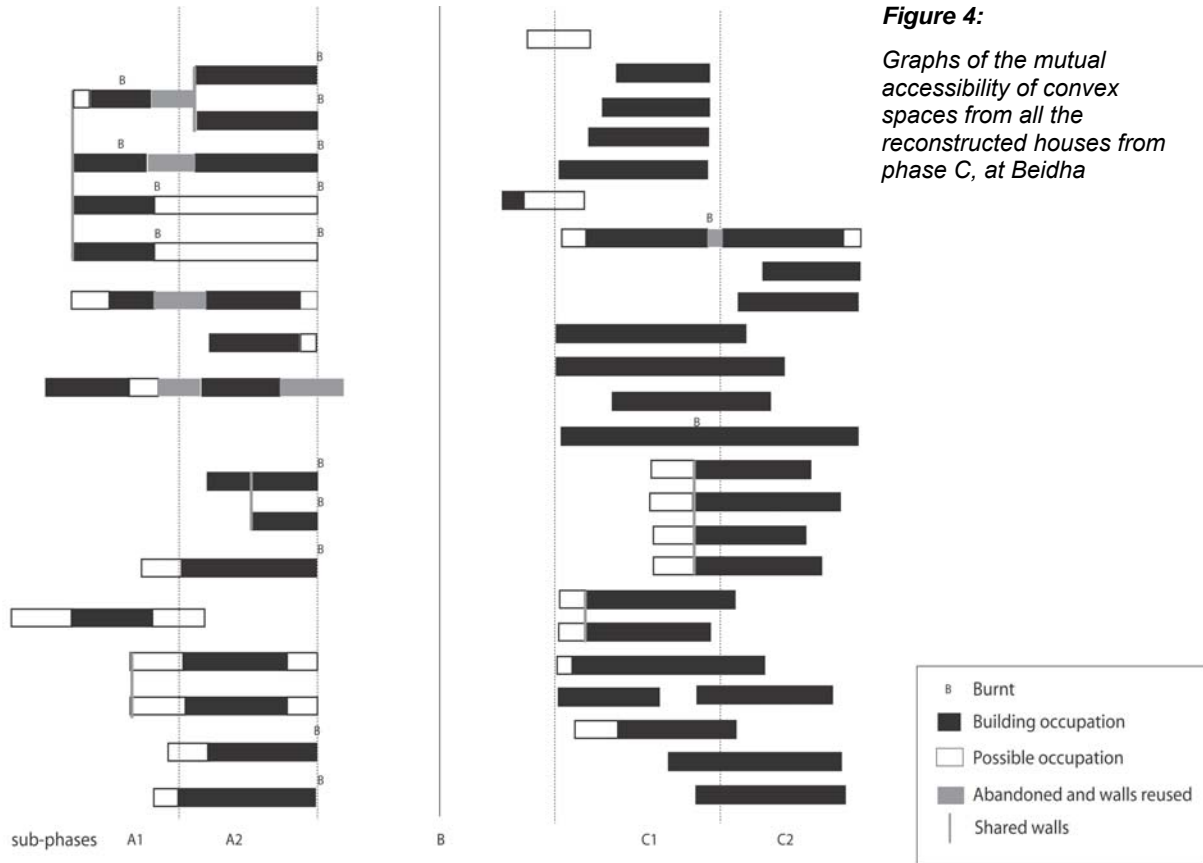 Figure 4:
Graphs of the mutual
accessibility of convex
spaces from all the
reconstructed houses from
phase C, at Beidha
B
B
B
B
B
B B
B
B B
B
B
B
B
B
B
B
sub-phases A1 A2 B C1 C2
B Burnt
Building occupation
Possible occupation
Abandoned and walls reused
Shared walls